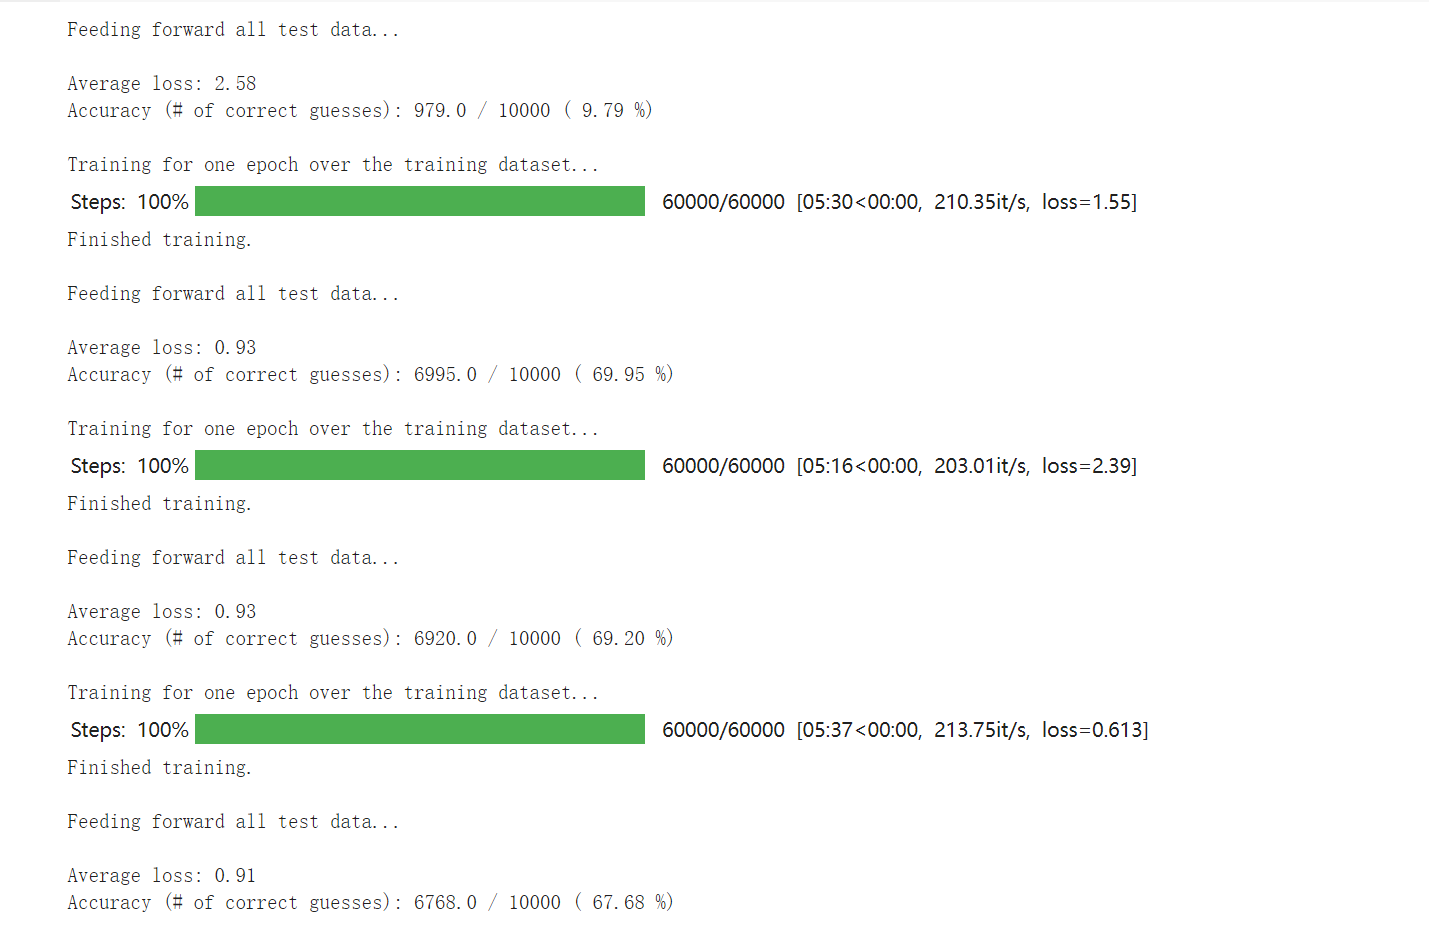 Feeding forward all test data...
Average loss: 2.58
Accuracy (# of correct guesses): 979.0 / 10000 ( 9.79 %)
Training for one epoch over the training dataset...
Steps: 100% 60000/60000 [05:30<00:00, 210.35it/s, loss=1.55]
Finished training.
Feeding forward all test data...
Average loss: 0.93
Accuracy (# of correct guesses): 6995.0 / 10000 ( 69.95 %)
Training for one epoch over the training dataset...
Steps: 100% 60000/60000 [05:16<00:00, 203.01it/s, loss=2.39]
Finished training.
Feeding forward all test data...
Average loss: 0.93
Accuracy (# of correct guesses): 6920.0 / 10000 ( 69.20 %)
Training for one epoch over the training dataset...
Steps: 100% 60000/60000 [05:37<00:00, 213.75it/s, loss=0.613]
Finished training.
Feeding forward all test data...
Average loss: 0.91
Accuracy (# of correct guesses): 6768.0 / 10000 ( 67.68 %)